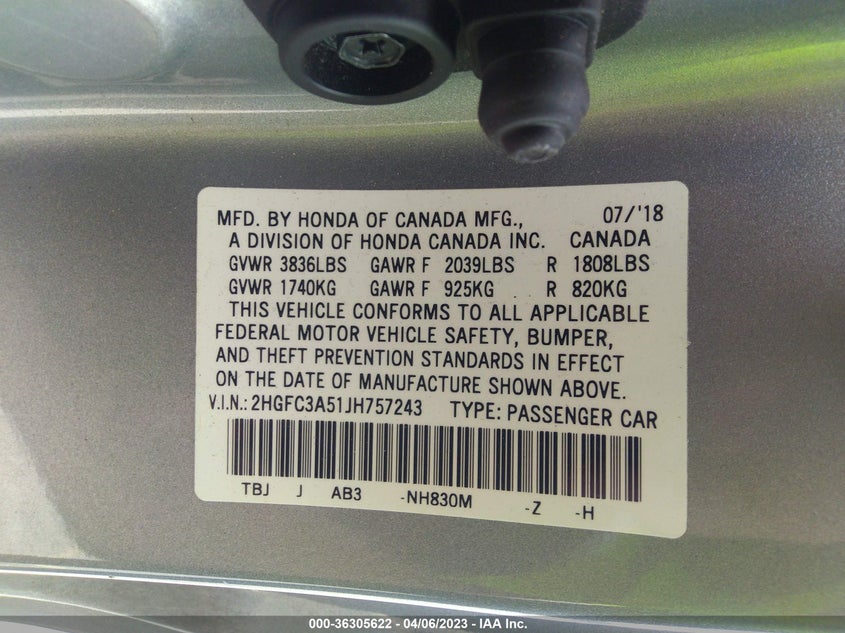 MFD. BY HONDA OF CANADA MFG., 07/'18
A DIVISION OF HONDA CANADA INC. CANADA
GVWR 3836LBS GAWR F 2039LBS R 1808LBS
GVWR 1740KG GAWR F 925KG R 820KG
THIS VEHICLE CONFORMS TO ALL APPLICABLE
FEDERAL MOTOR VEHICLE SAFETY, BUMPER,
AND THEFT PREVENTION STANDARDS IN EFFECT
ON THE DATE OF MANUFACTURE SHOWN ABOVE.
V.I.N.: 2HGFC3A51JH757243 TYPE: PASSENGER CAR
TBJ J AB3 -NH830M -Z -H
000-36305622 - 04/06/2023 - IAA Inc.